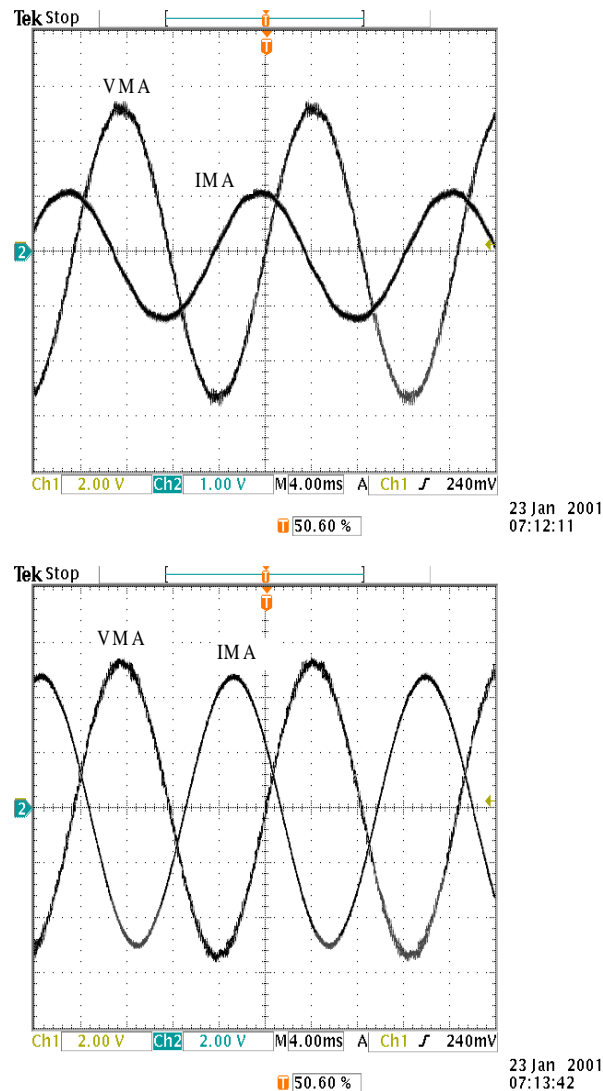 Tek Stop
T
T
VMA
IMA
2
Ch1 2.00 V Ch2 1.00 V M 4.00ms A Ch1 ƒ 240mV
23 Jan 2001
T 50.60 % 07:12:11
Tek Stop
T
T
VMA IMA
2
Ch1 2.00 V Ch2 2.00 V M 4.00ms A Ch1 ƒ 240mV
23 Jan 2001
T 50.60 % 07:13:42